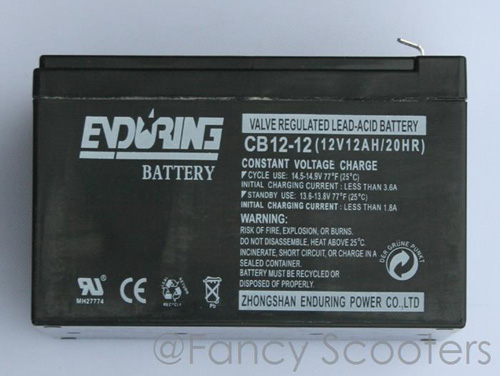 ENDURING
BATTERY
VALVE REGULATED LEAD-ACID BATTERY
CB12-12 (12V12AH/20HR)
CONSTANT VOLTAGE CHARGE
CYCLE USE: 14.5-14.9V 77°F (25°C)
INITIAL CHARGING CURRENT: LESS THAN 3.6A
STANDBY USE: 13.6-13.8V 77°F (25°C)
INITIAL CHARGING CURRENT: LESS THAN 1.8A
WARNING:
RISK OF FIRE, EXPLOSION, OR BURNS.
DO NOT DISASSEMBLE, HEAT ABOVE 25°C.
INCINERATE, SHORT CIRCUIT, OR CHARGE IN A
SEALED CONTAINER.
BATTERY MUST BE RECYCLED OR
DISPOSED OF PROPERLY.
DER GRÜNE PUNKT
MH27774
Pb
ZHONGSHAN ENDURING POWER CO.,LTD
@Fancy Scooters